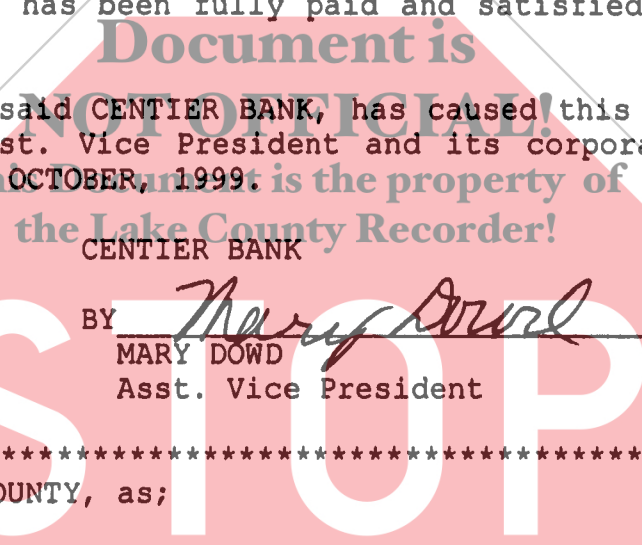 has been fully paid and satisfied
Document is
said CENTIER BANK, has caused this
NOT OFFICIAL!
st. Vice President and its corpora
OCTOBER, 1999.
This Document is the property of
the Lake County Recorder!
CENTIER BANK
BY Mary Dowd
MARY DOWD
Asst. Vice President
STOP
****************************************
OUNTY, as;